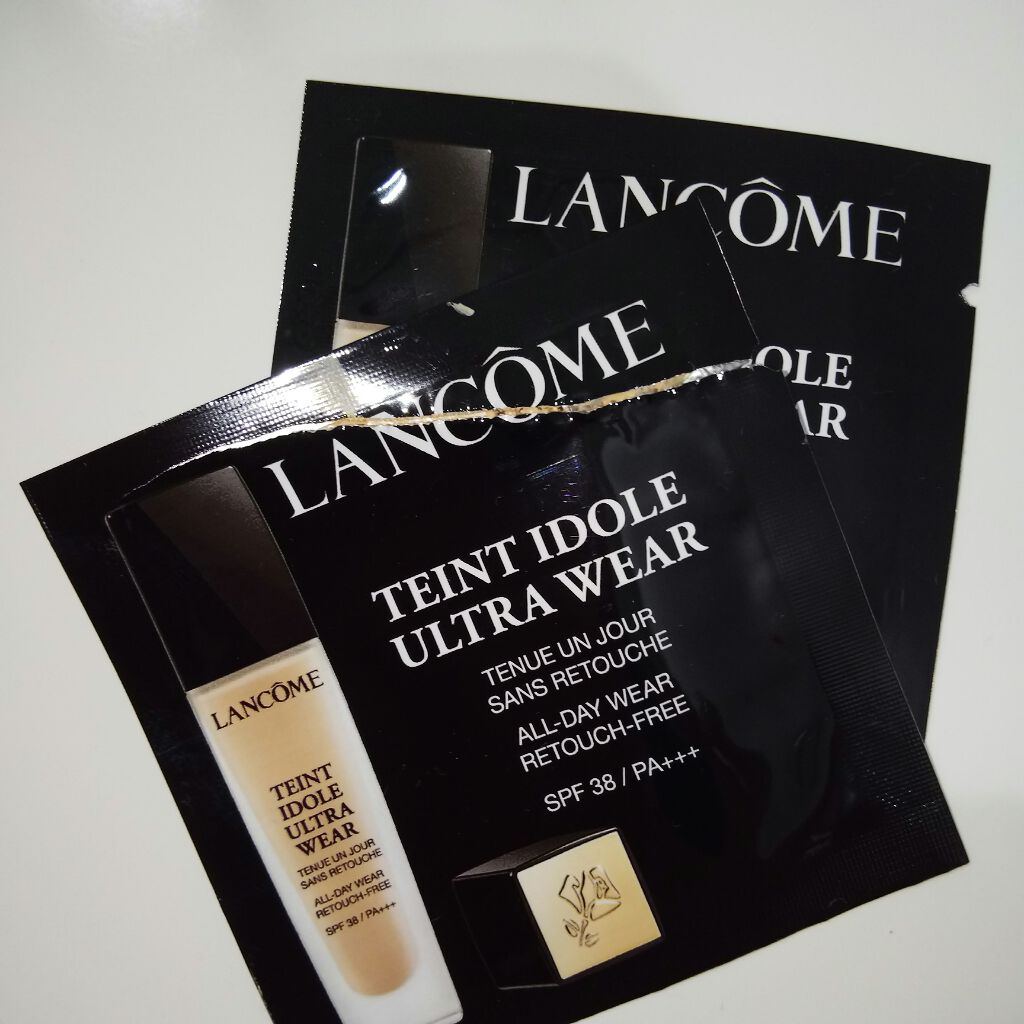 LANCÔME
OLE
AR
LANCÔME
TEINT IDOLE
ULTRA WEAR
TENUE UN JOUR
SANS RETOUCHE
ALL-DAY WEAR
RETOUCH-FREE
SPF 38 / PA+++
LANCÔME
TEINT
IDOLE
ULTRA
WEAR
TENUE UN JOUR
SANS RETOUCHE
ALL-DAY WEAR
RETOUCH-FREE
SPF 38 / PA+++